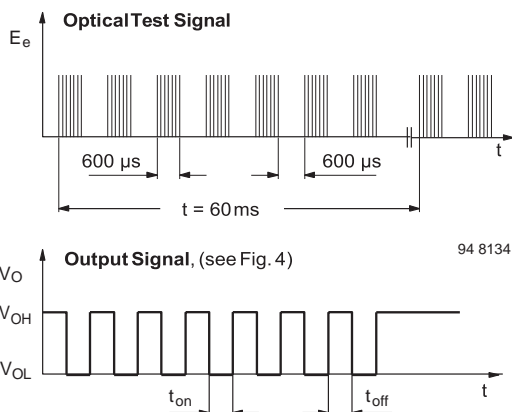 Optical Test Signal
Ee
t
600 µs
600 µs
t = 60 ms
94 8134
Output Signal, (see Fig. 4)
VO
VOH
VOL
t
ton
toff